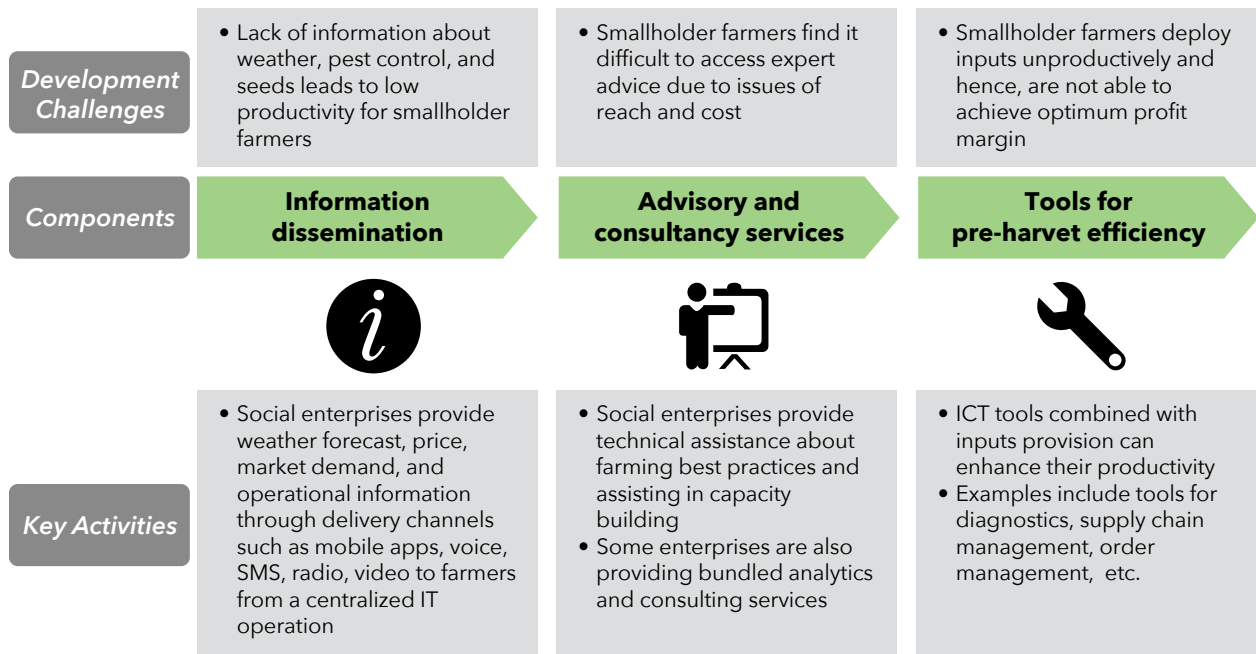 Development
Challenges
• Lack of information about
weather, pest control, and
seeds leads to low
productivity for smallholder
farmers
• Smallholder farmers find it
difficult to access expert
advice due to issues of
reach and cost
• Smallholder farmers deploy
inputs unproductively and
hence, are not able to
achieve optimum profit
margin
Components
Information
dissemination
Advisory and
consultancy services
Tools for
pre-harvet efficiency
i
Key Activities
• Social enterprises provide
weather forecast, price,
market demand, and
operational information
through delivery channels
such as mobile apps, voice,
SMS, radio, video to farmers
from a centralized IT
operation
• Social enterprises provide
technical assistance about
farming best practices and
assisting in capacity
building
• Some enterprises are also
providing bundled analytics
and consulting services
• ICT tools combined with
inputs provision can
enhance their productivity
• Examples include tools for
diagnostics, supply chain
management, order
management, etc.